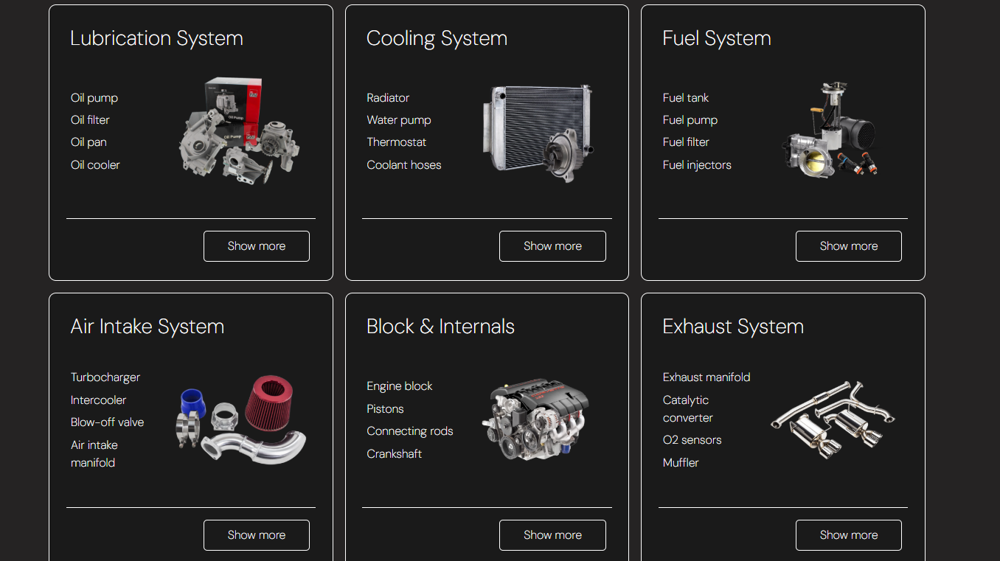 Lubrication System
Oil pump
Oil filter
Oil pan
Oil cooler
Oil Pump
Oil Pump
Show more
Cooling System
Radiator
Water pump
Thermostat
Coolant hoses
Show more
Fuel System
Fuel tank
Fuel pump
Fuel filter
Fuel injectors
Show more
Air Intake System
Turbocharger
Intercooler
Blow-off valve
Air intake
manifold
Show more
Block & Internals
Engine block
Pistons
Connecting rods
Crankshaft
Show more
Exhaust System
Exhaust manifold
Catalytic
converter
O2 sensors
Muffler
Show more